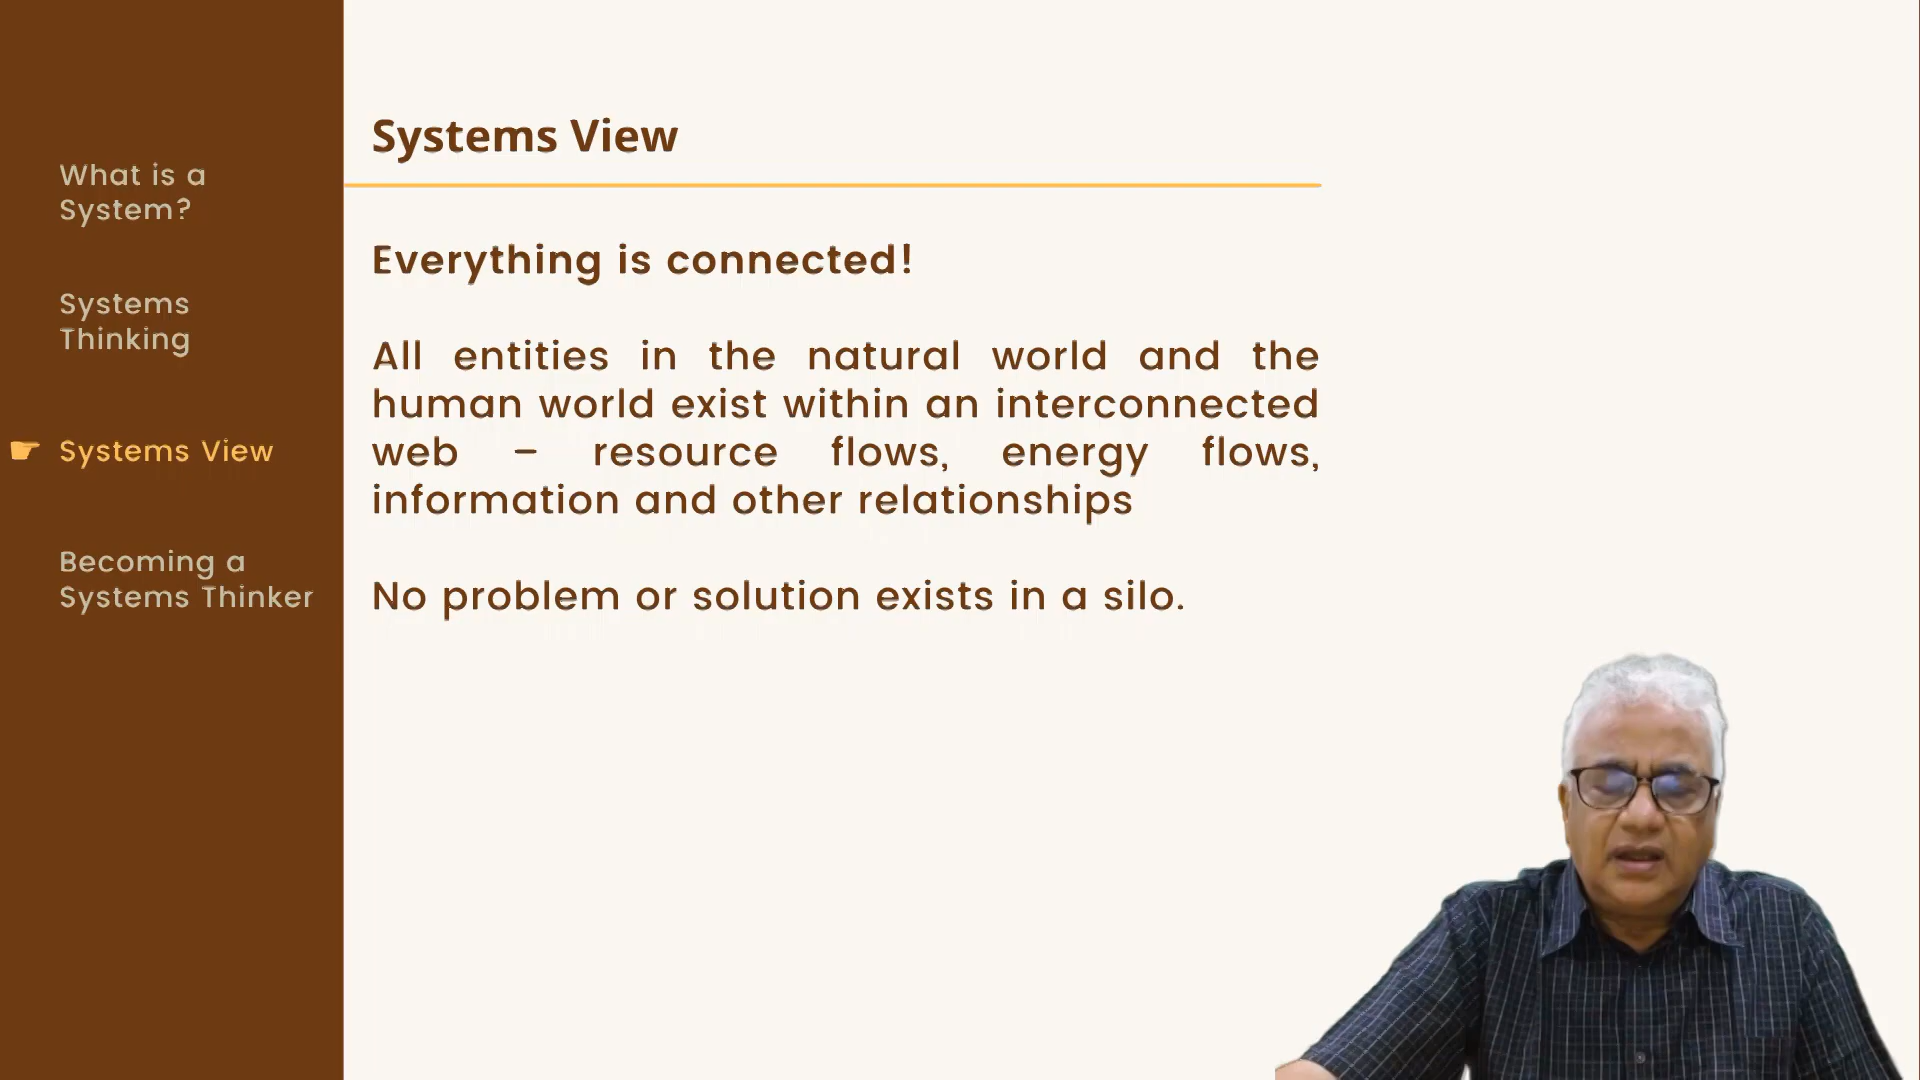 What is a
System?
Systems
Thinking
☛ Systems View
Becoming a
Systems Thinker
Systems View
Everything is connected!
All entities in the natural world and the
human world exist within an interconnected
web – resource flows, energy flows,
information and other relationships
No problem or solution exists in a silo.